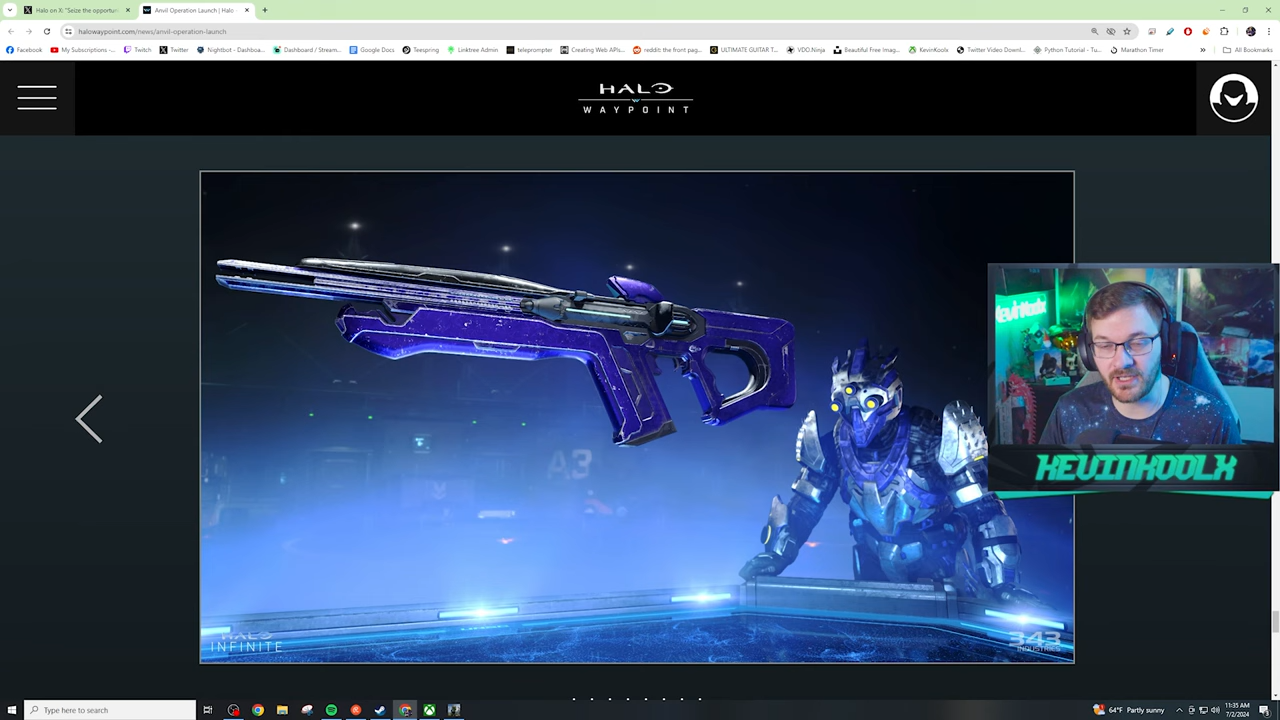 Halo on X: "Seize the opportuni
Anvil Operation Launch | Halo
halowaypoint.com/news/anvil-operation-launch
Facebook
My Subscriptions -...
Twitch
Twitter
Nightbot - Dashboa...
Dashboard / Stream...
Google Docs
Teespring
Linktree Admin
teleprompter
Creating Web APIs...
reddit: the front pag...
ULTIMATE GUITAR T...
VDO.Ninja
Beautiful Free Imag...
KevinKoolx
Twitter Video Downl...
Python Tutorial - Tu...
Marathon Timer
All Bookmarks
HALO
WAYPOINT
KevinKoolx
A3
KEVINKOOLX
HALO
INFINITE
343
INDUSTRIES
Type here to search
64°F Partly sunny
11:35 AM
7/2/2024